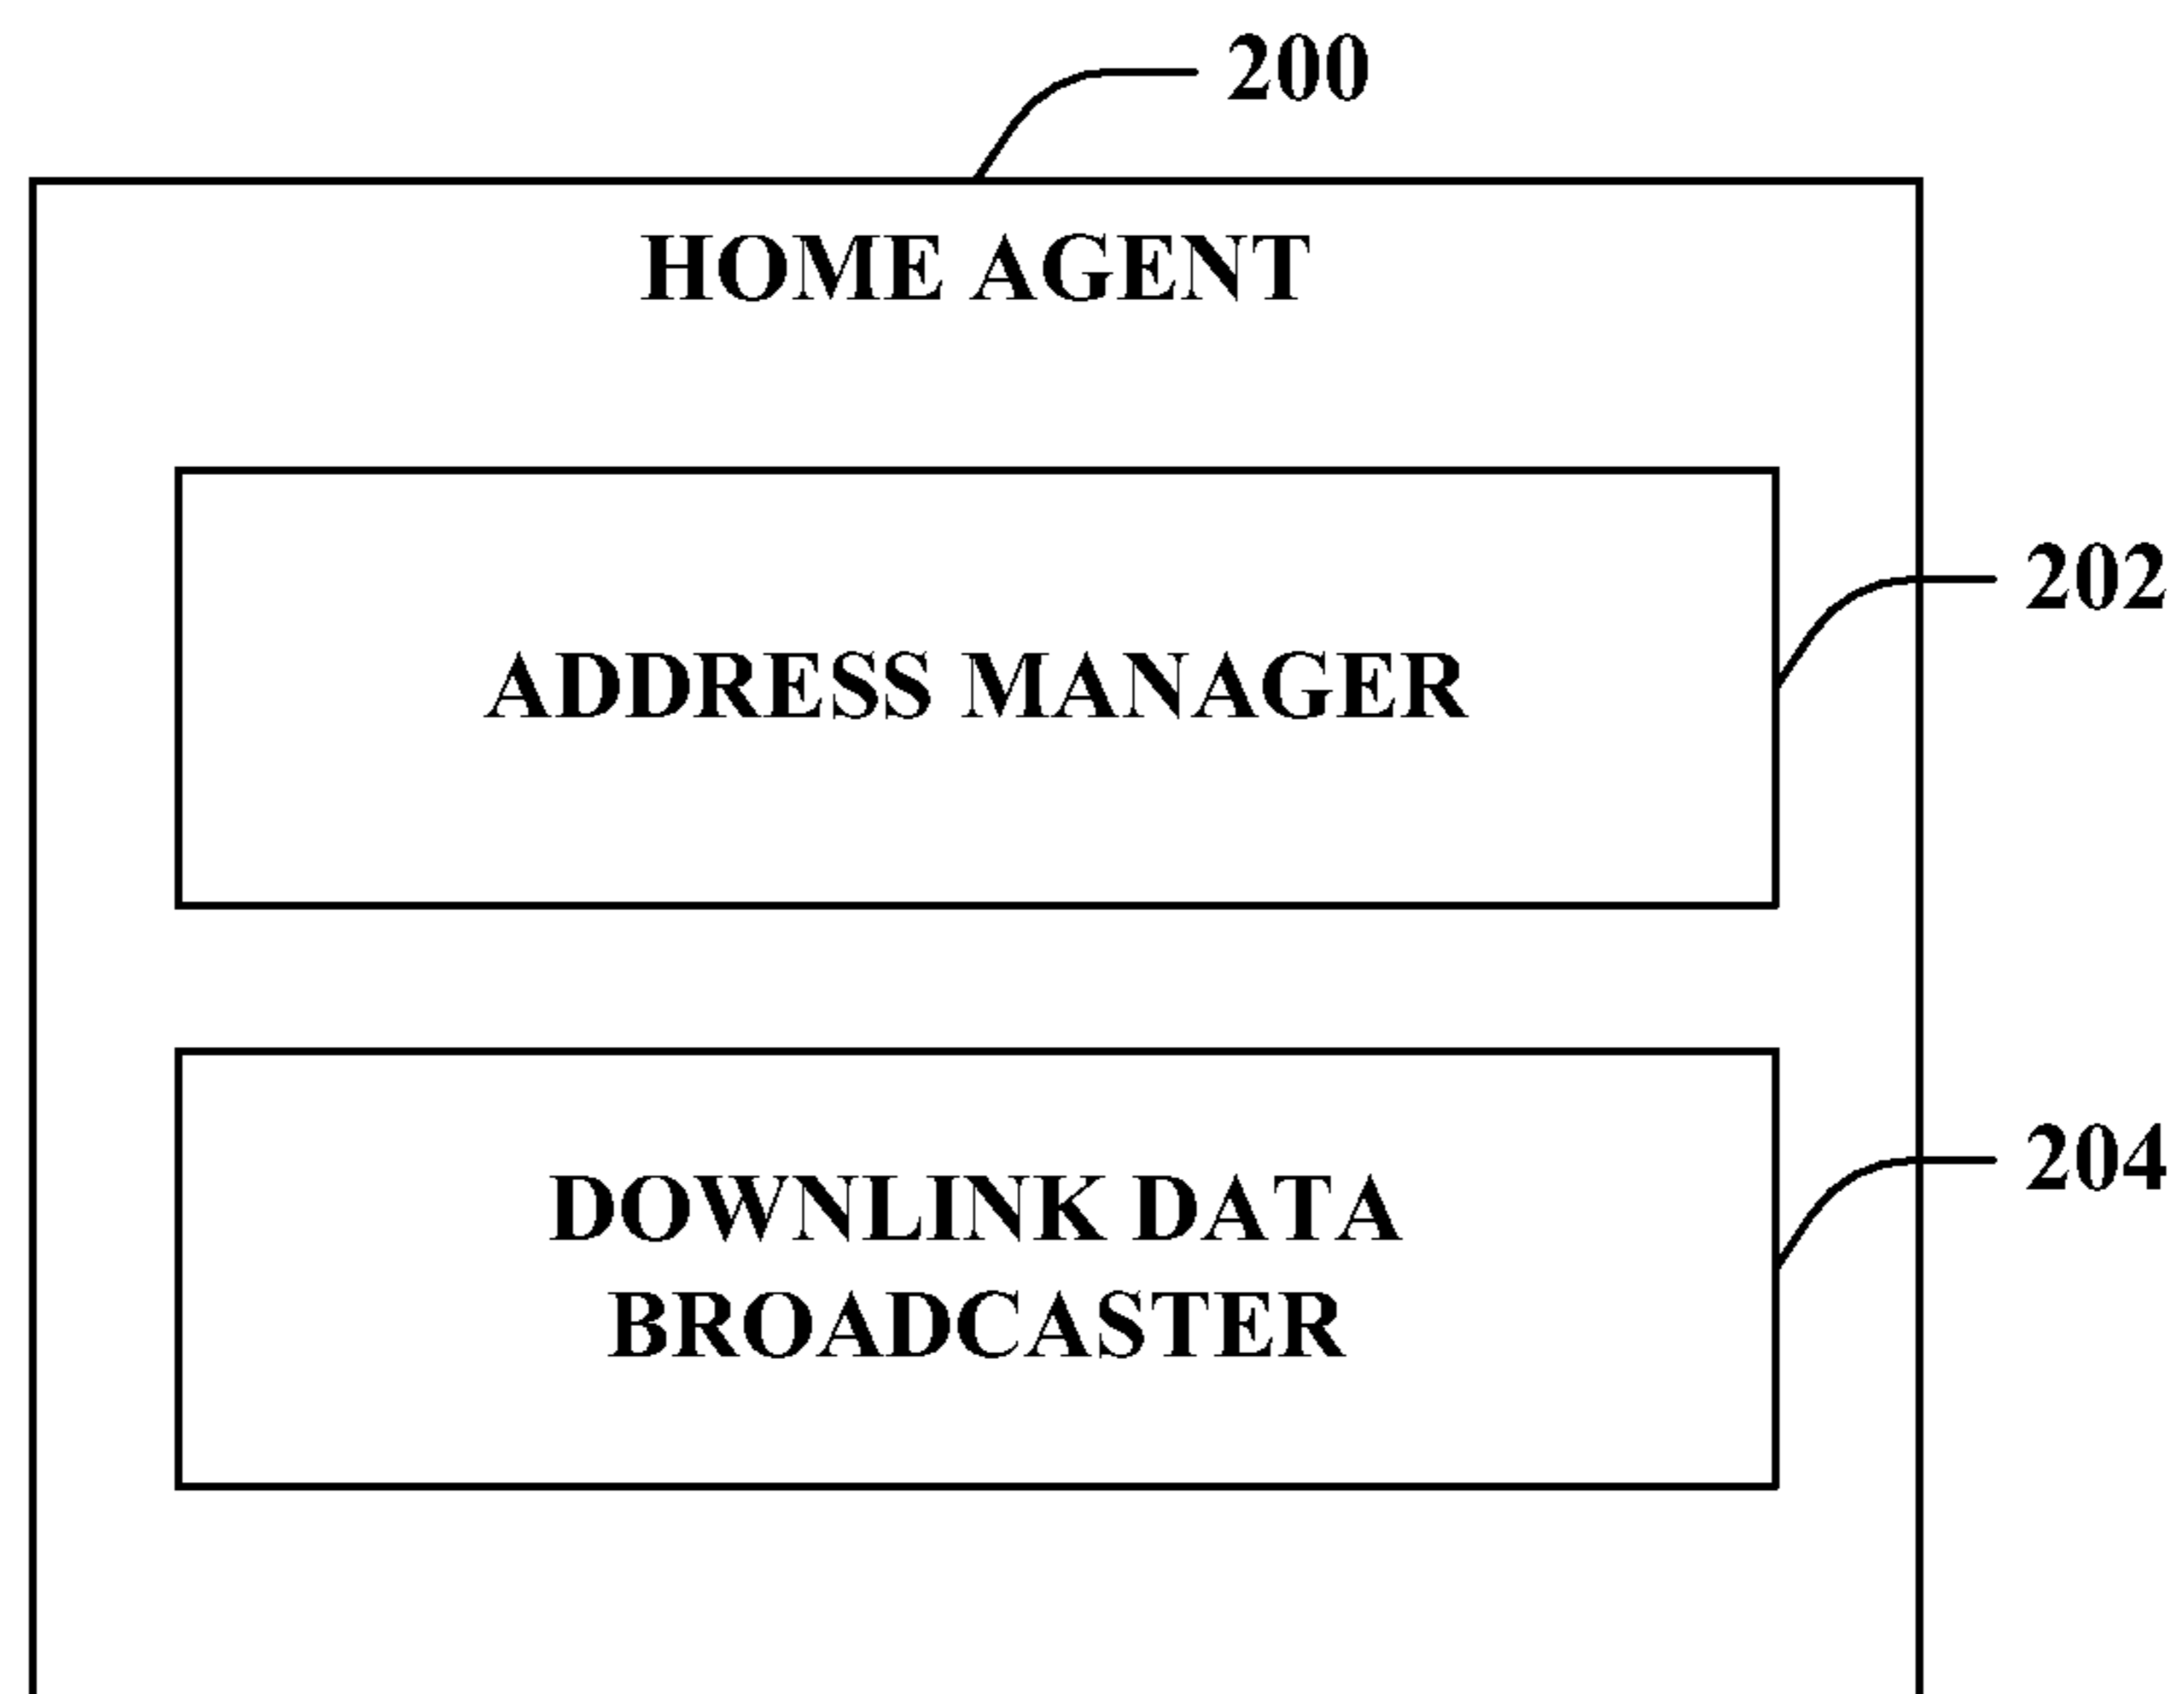 200
HOME AGENT
202
ADDRESS MANAGER
204
DOWNLINK DATA
BROADCASTER